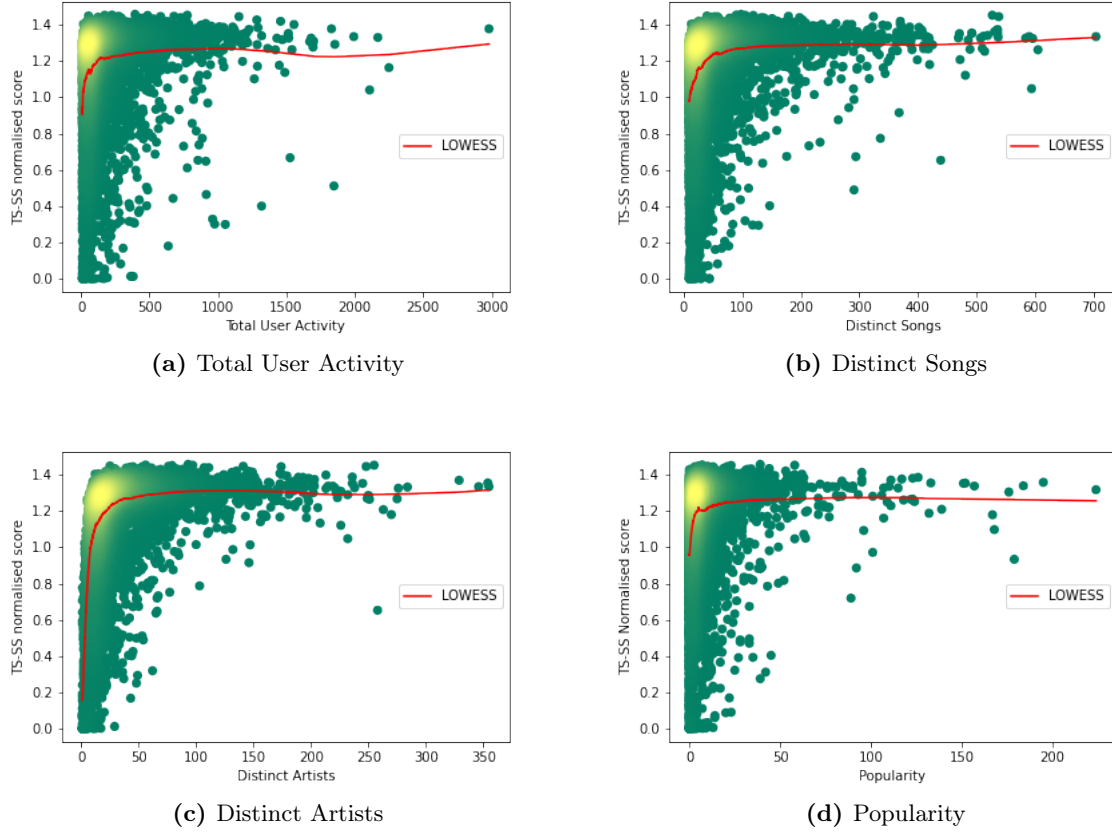 TS-SS normalised score
1.4
1.2
1.0
0.8
0.6
0.4
0.2
0.0
LOWESS
0 500 1000 1500 2000 2500 3000
Total User Activity
(a) Total User Activity
TS-SS normalised score
1.4
1.2
1.0
0.8
0.6
0.4
0.2
0.0
LOWESS
0 100 200 300 400 500 600 700
Distinct Songs
(b) Distinct Songs
TS-SS normalised score
1.4
1.2
1.0
0.8
0.6
0.4
0.2
0.0
LOWESS
0 50 100 150 200 250 300 350
Distinct Artists
(c) Distinct Artists
TS-SS Normalised score
1.4
1.2
1.0
0.8
0.6
0.4
0.2
0.0
LOWESS
0 50 100 150 200
Popularity
(d) Popularity